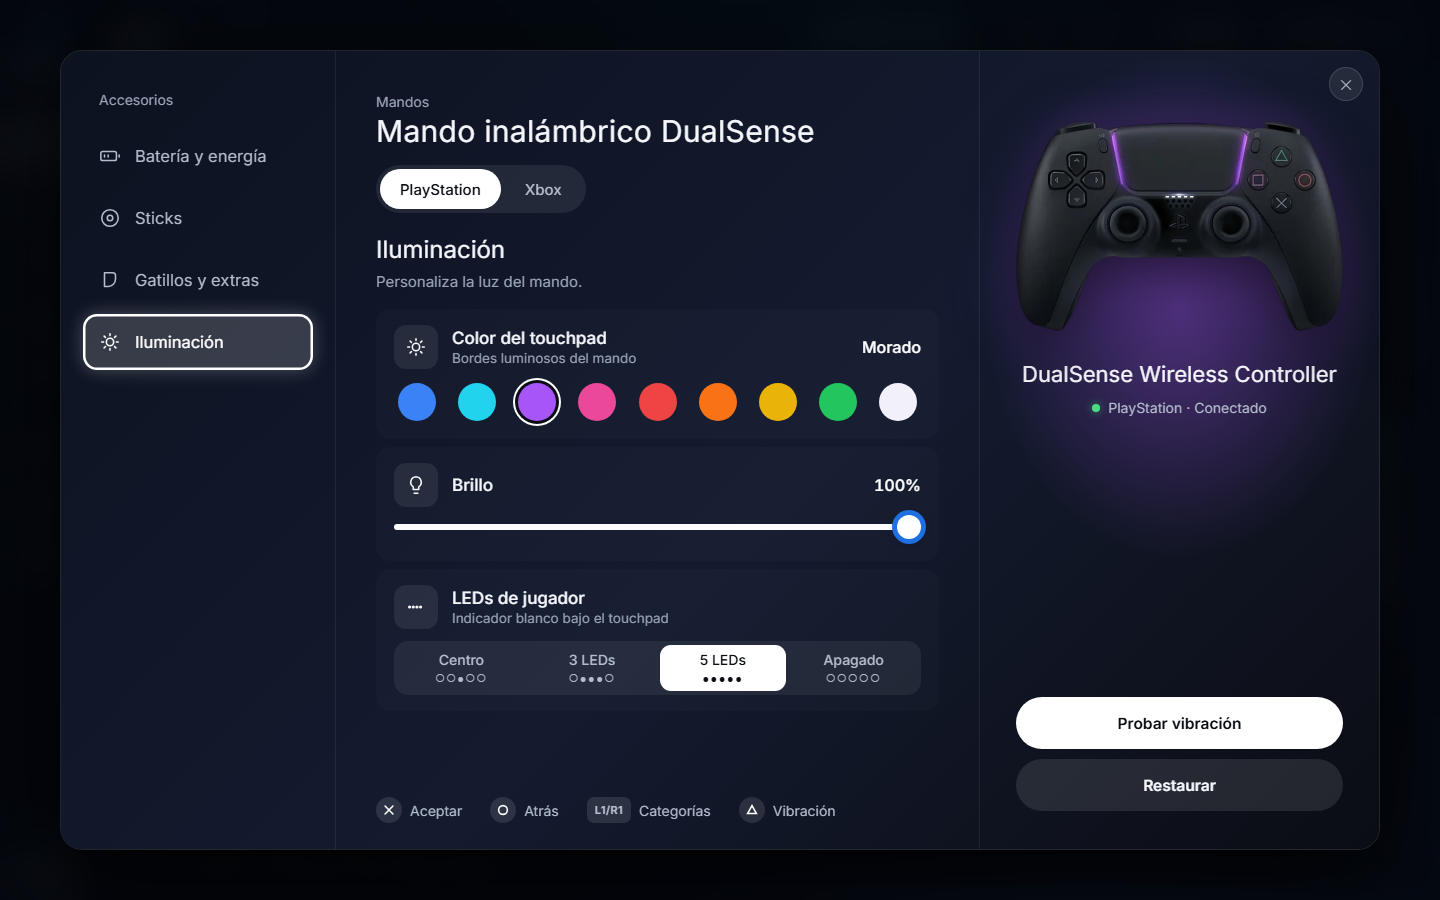 Accesorios
Batería y energía
Sticks
Gatillos y extras
Iluminación
Mandos
Mando inalámbrico DualSense
PlayStation Xbox
Iluminación
Personaliza la luz del mando.
Color del touchpad
Bordes luminosos del mando
Morado
Brillo
100%
LEDs de jugador
Indicador blanco bajo el touchpad
Centro 3 LEDs 5 LEDs Apagado
Aceptar Atrás L1/R1 Categorías Vibración
DualSense Wireless Controller
PlayStation · Conectado
Probar vibración
Restaurar